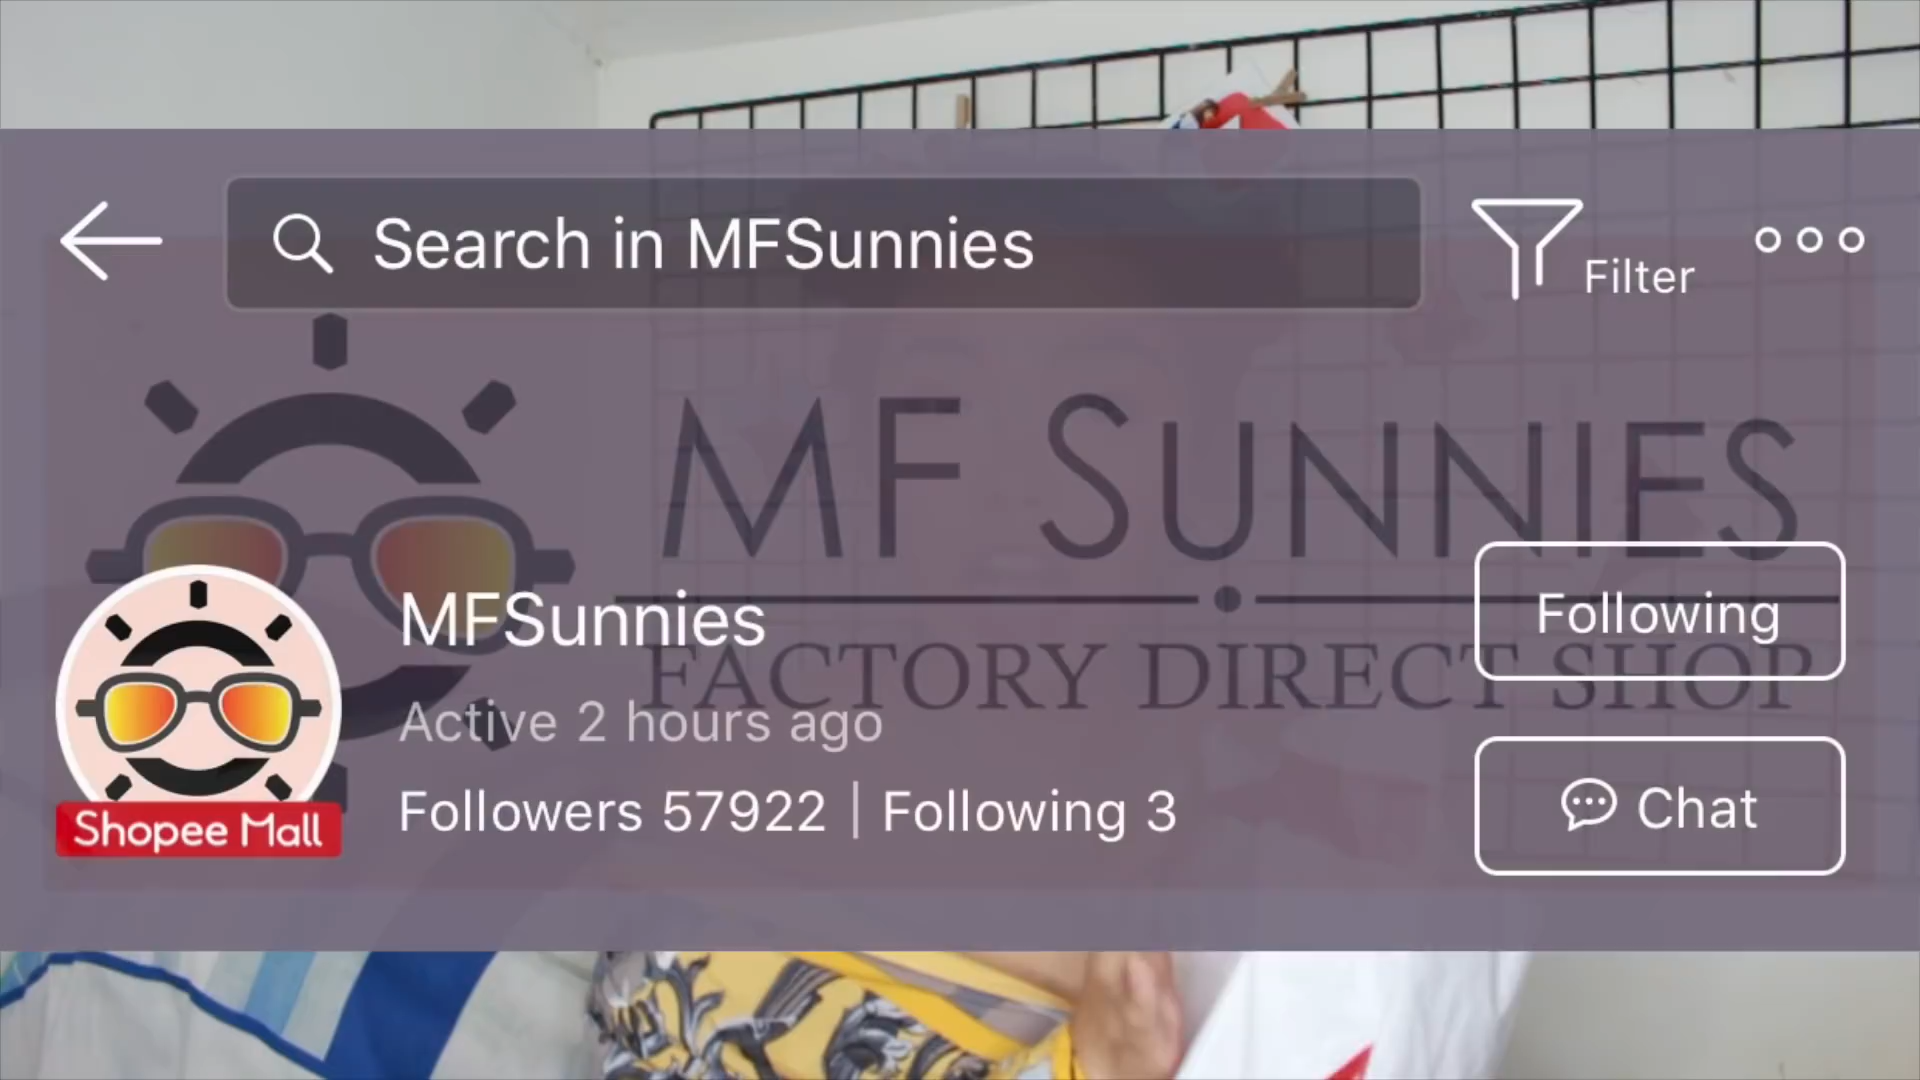 Search in MFSunnies
Filter
MF SUNNIES
FACTORY DIRECT SHOP
MFSunnies
Active 2 hours ago
Followers 57922 | Following 3
Shopee Mall
Following
Chat